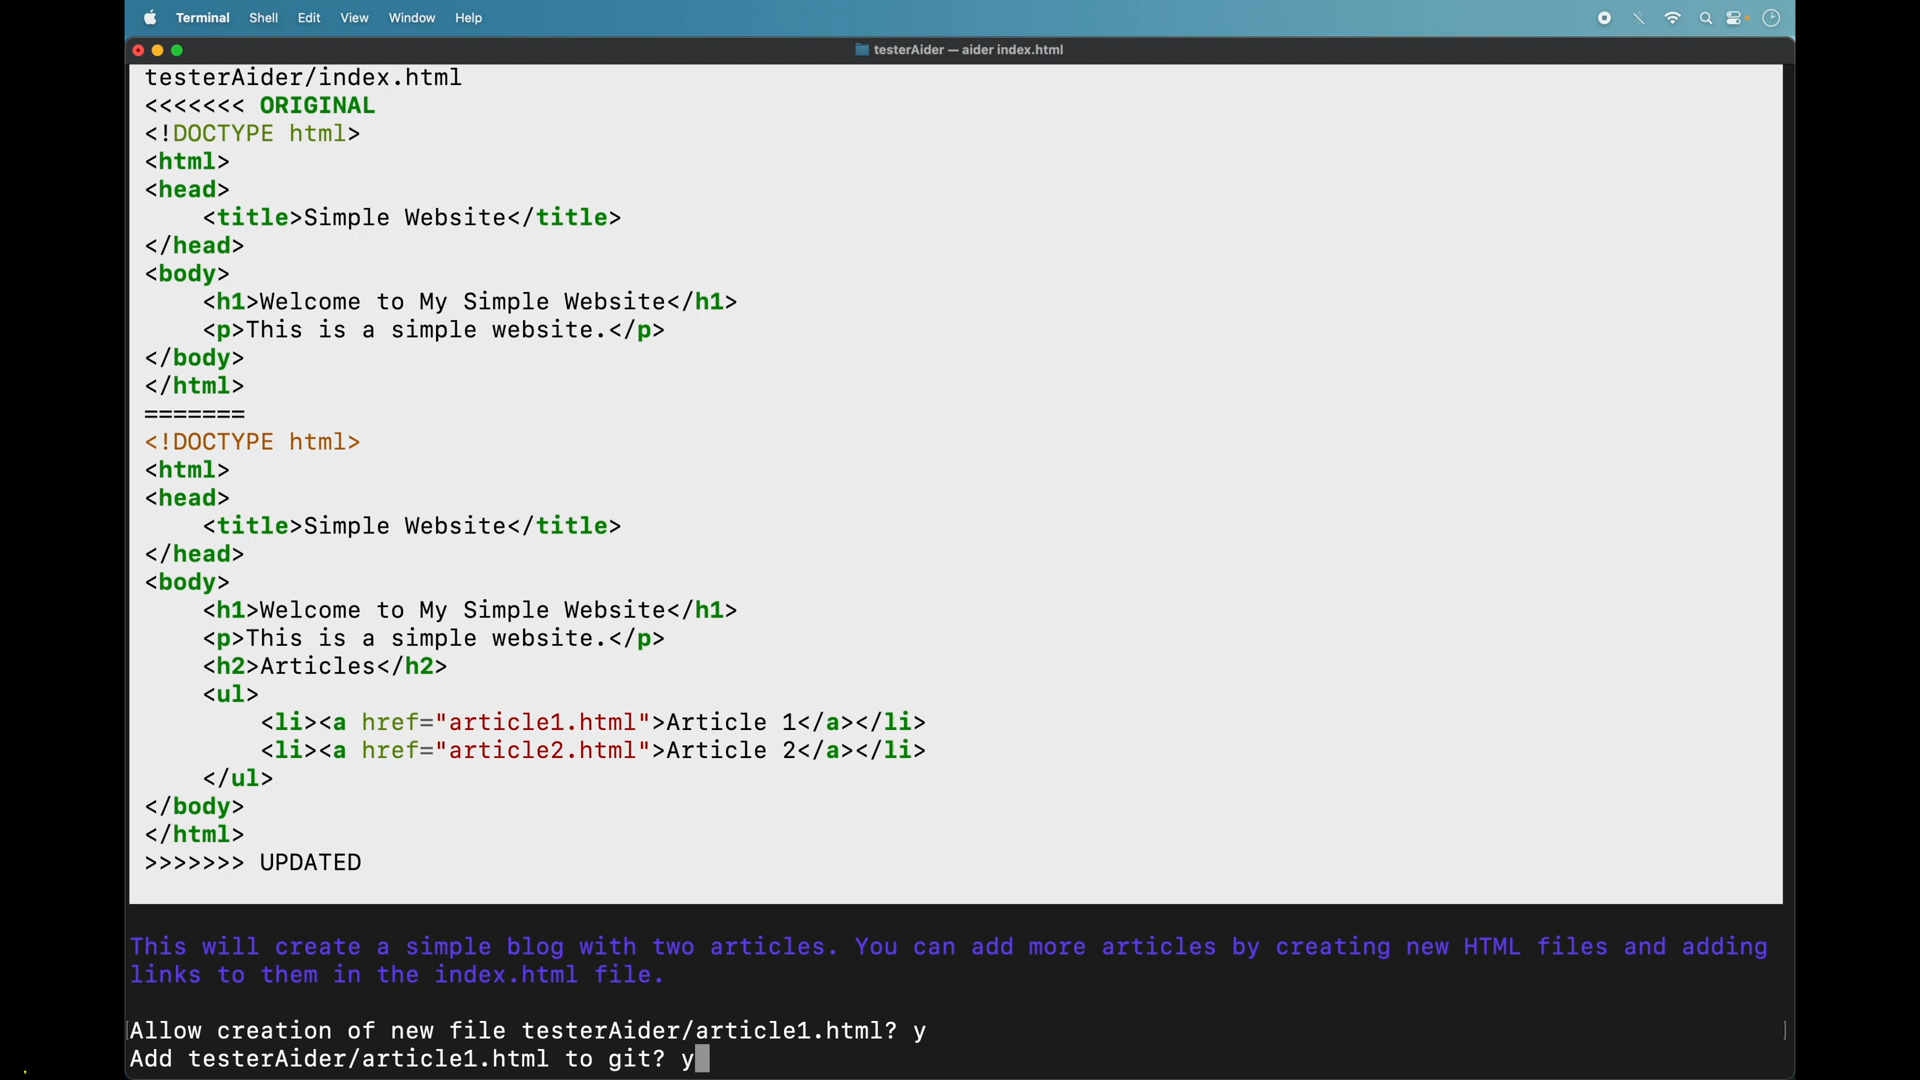 Terminal Shell Edit View Window Help
testerAider — aider index.html
testerAider/index.html
<<<<<<< ORIGINAL
<!DOCTYPE html>
<html>
<head>
    <title>Simple Website</title>
</head>
<body>
    <h1>Welcome to My Simple Website</h1>
    <p>This is a simple website.</p>
</body>
</html>
=======
<!DOCTYPE html>
<html>
<head>
    <title>Simple Website</title>
</head>
<body>
    <h1>Welcome to My Simple Website</h1>
    <p>This is a simple website.</p>
    <h2>Articles</h2>
    <ul>
        <li><a href="article1.html">Article 1</a></li>
        <li><a href="article2.html">Article 2</a></li>
    </ul>
</body>
</html>
>>>>>>> UPDATED
This will create a simple blog with two articles. You can add more articles by creating new HTML files and adding
links to them in the index.html file.
[Allow creation of new file testerAider/article1.html? y ]
Add testerAider/article1.html to git? y